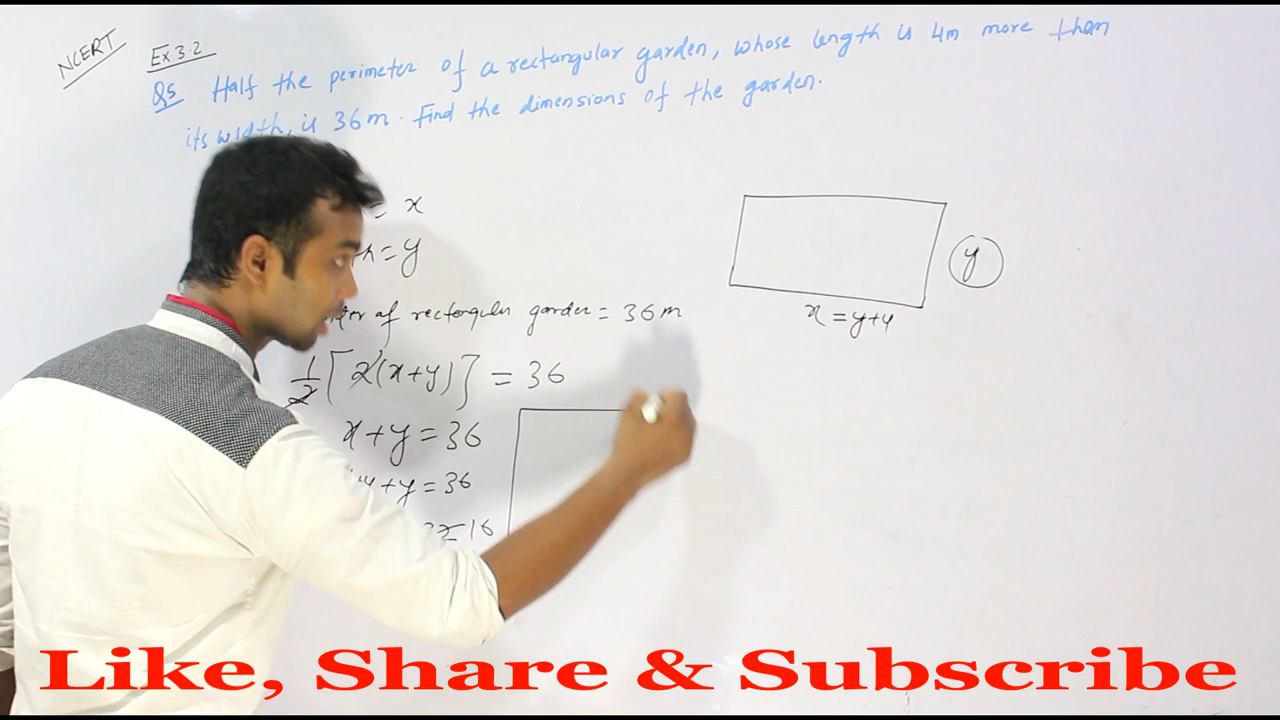 NCERT
Ex 3.2
Q5 Half the perimeter of a rectangular garden, whose length is 4m more than
its width, is 36m. Find the dimensions of the garden.
= x
= y
y
of rectangular garden = 36m
x = y+4
1/2 [2(x+y)] = 36
x+y = 36
+y = 36
16
Like, Share & Subscribe